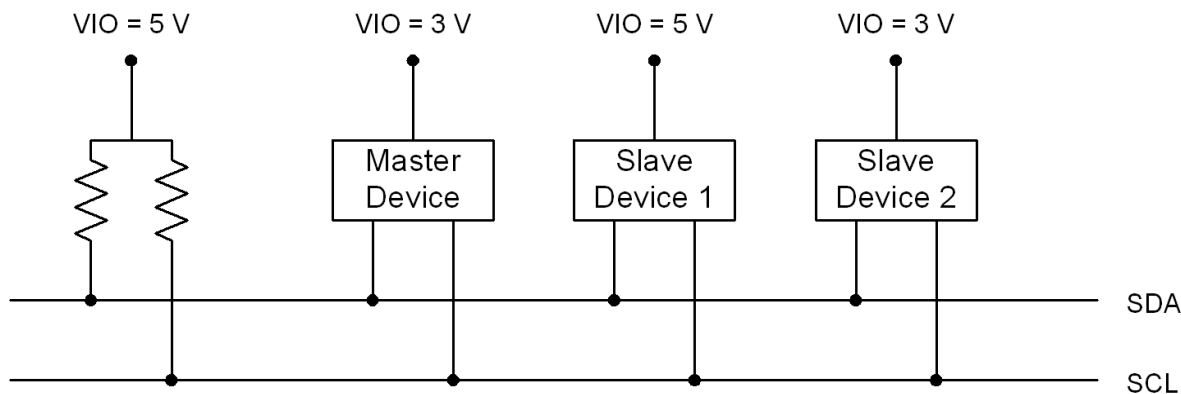 VIO = 5 V
VIO = 3 V
VIO = 5 V
VIO = 3 V
Master
Device
Slave
Device 1
Slave
Device 2
SDA
SCL